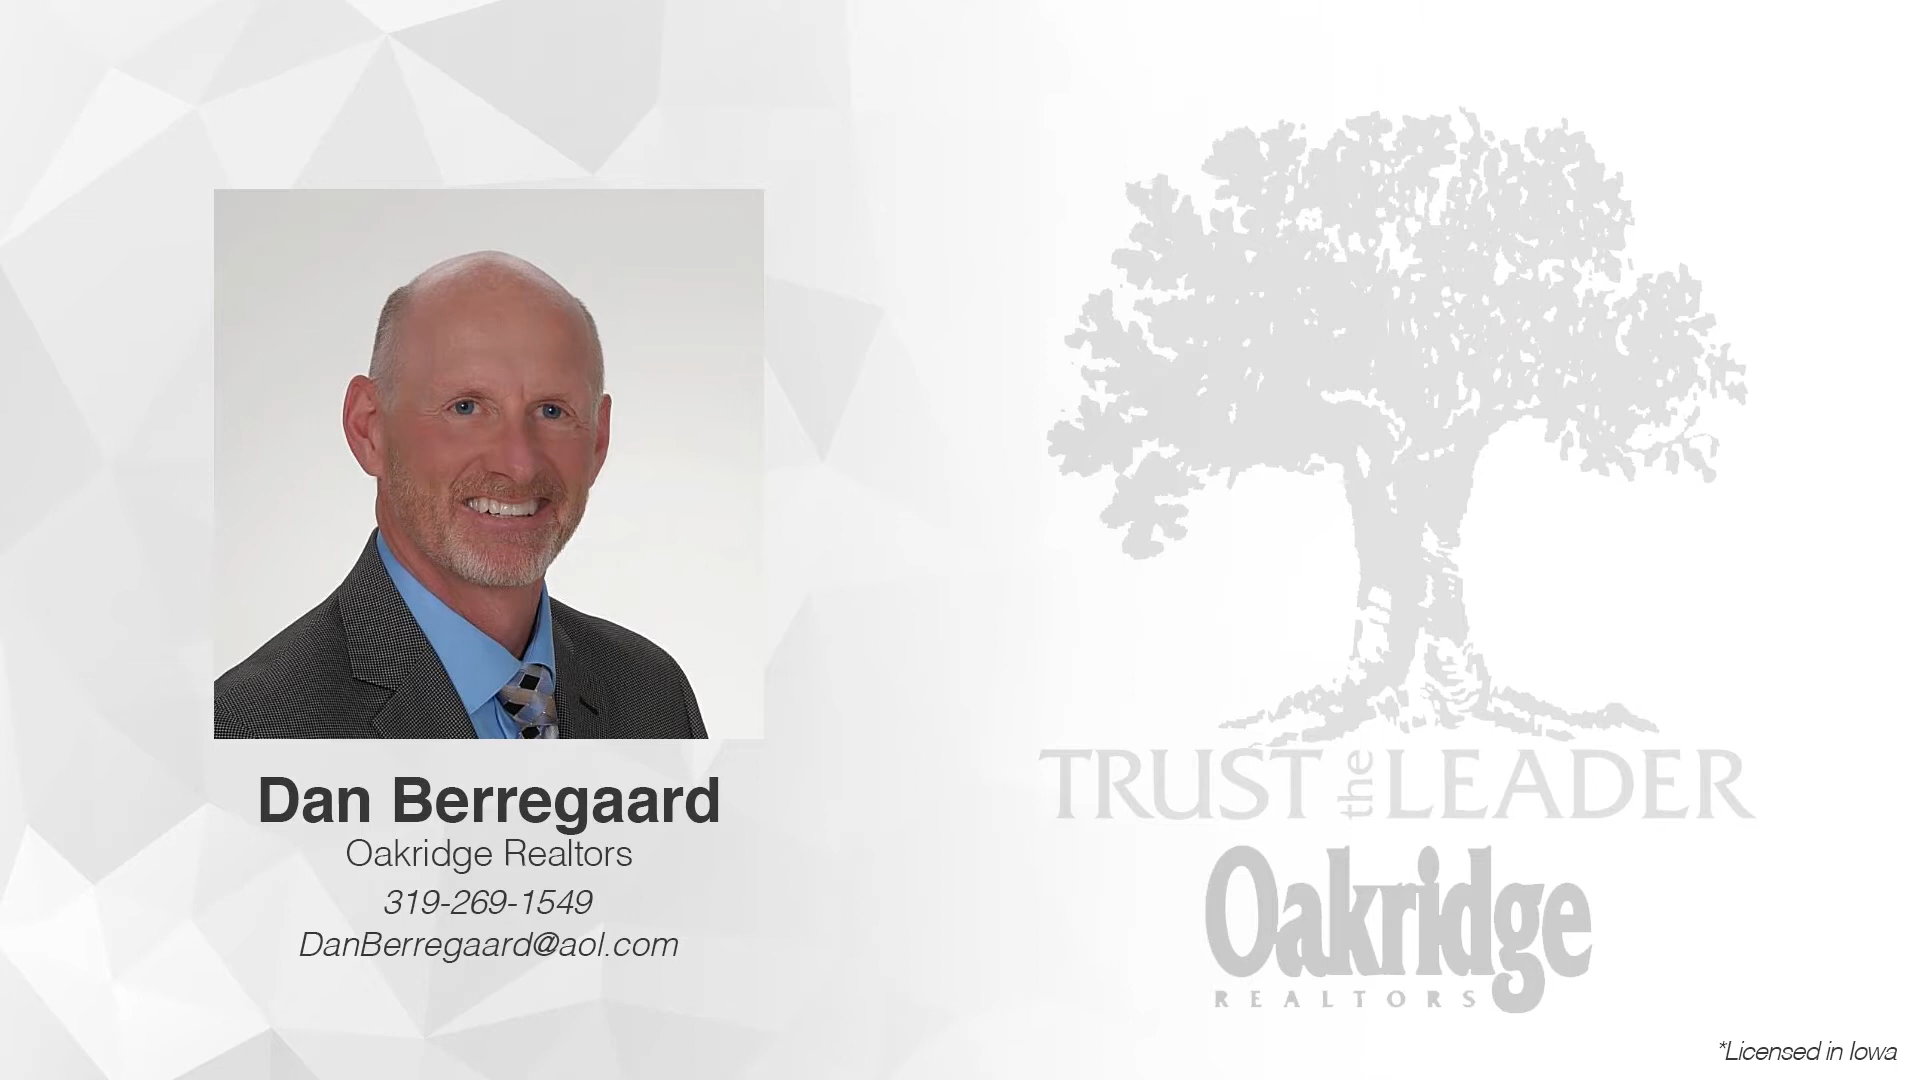 Dan Berregaard
Oakridge Realtors
319-269-1549
DanBerregaard@aol.com
TRUST the LEADER
Oakridge
REALTORS
*Licensed in Iowa